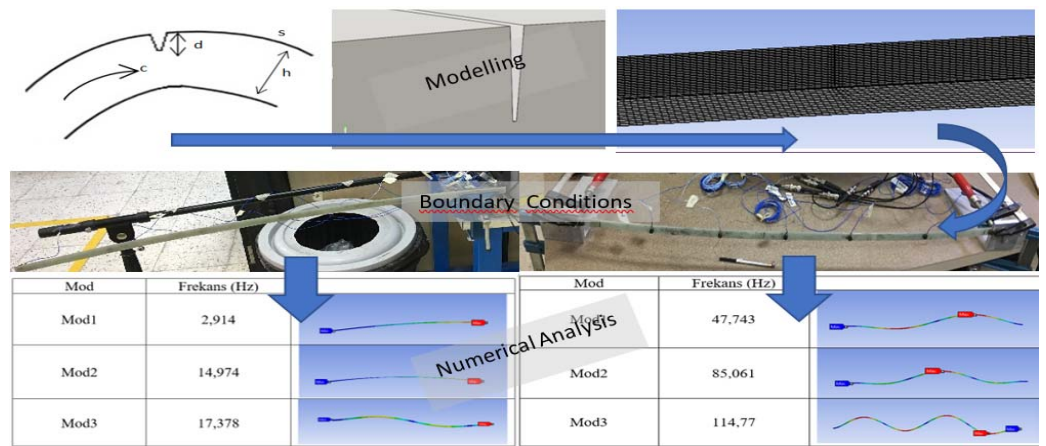 d
s
c
h
Modelling
Boundary Conditions
Mod Frekans (Hz)
Mod1 2,914
Mod2 14,974
Mod3 17,378
Mod Frekans (Hz)
47,743
Mod2 85,061
Mod3 114,77
Numerical Analysis